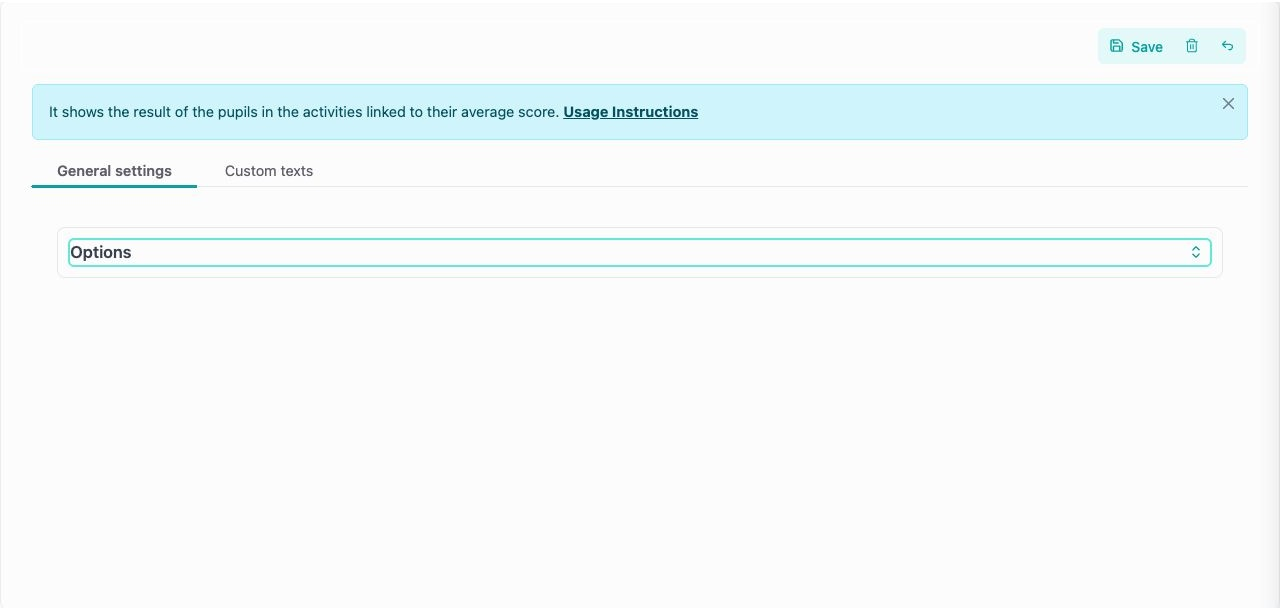 Save
It shows the result of the pupils in the activities linked to their average score. Usage Instructions
General settings
Custom texts
Options